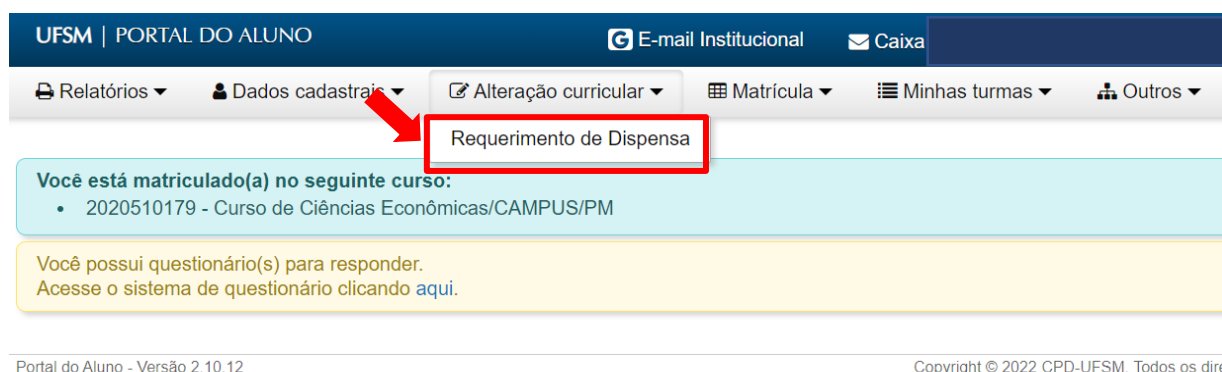 UFSM | PORTAL DO ALUNO E-mail Institucional Caixa
Relatórios Dados cadastrais Alteração curricular Matrícula Minhas turmas Outros
Requerimento de Dispensa
Você está matriculado(a) no seguinte curso:
• 2020510179 - Curso de Ciências Econômicas/CAMPUS/PM
Você possui questionário(s) para responder.
Acesse o sistema de questionário clicando aqui.
Portal do Aluno - Versão 2.10.12 Copyright © 2022 CPD-UFSM. Todos os dire